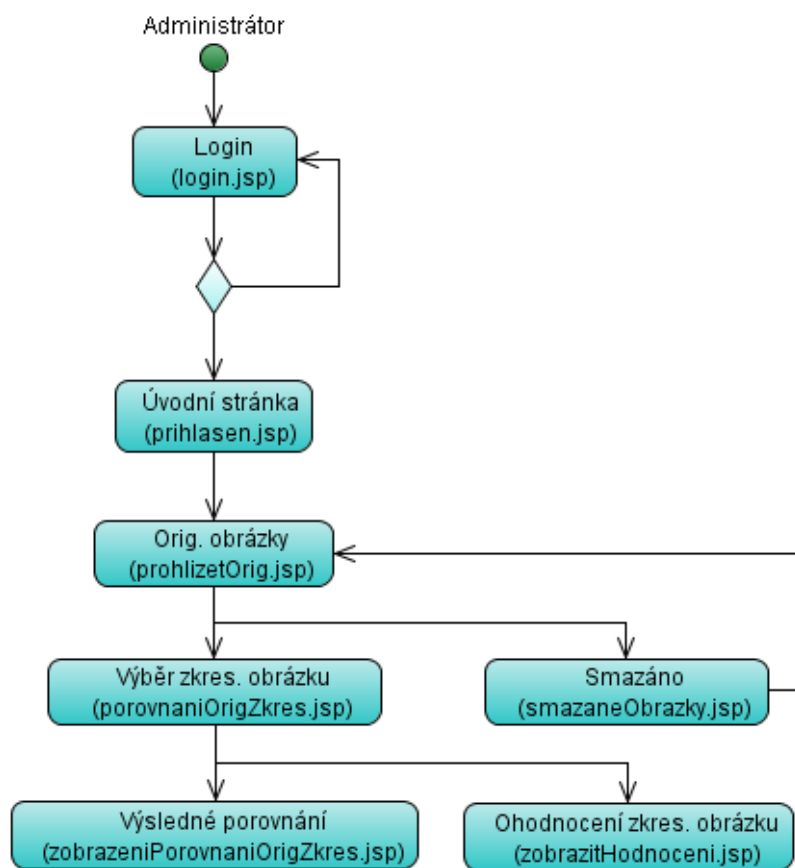 Administrátor
Login
(login.jsp)
Úvodní stránka
(prihlasen.jsp)
Orig. obrázky
(prohlizetOrig.jsp)
Výběr zkres. obrázku
(porovnaniOrigZkres.jsp)
Smazáno
(smazaneObrazky.jsp)
Výsledné porovnání
(zobrazeniPorovnaniOrigZkres.jsp)
Ohodnocení zkres. obrázku
(zobrazitHodnoceni.jsp)